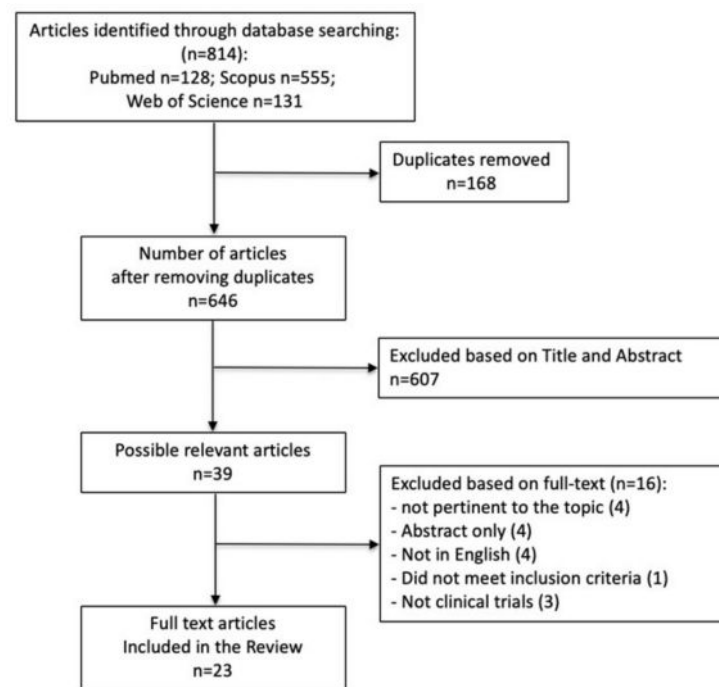 Articles identified through database searching:
(n=814):
Pubmed n=128; Scopus n=555;
Web of Science n=131
Duplicates removed
n=168
Number of articles
after removing duplicates
n=646
Excluded based on Title and Abstract
n=607
Possible relevant articles
n=39
Excluded based on full-text (n=16):
- not pertinent to the topic (4)
- Abstract only (4)
- Not in English (4)
- Did not meet inclusion criteria (1)
- Not clinical trials (3)
Full text articles
Included in the Review
n=23